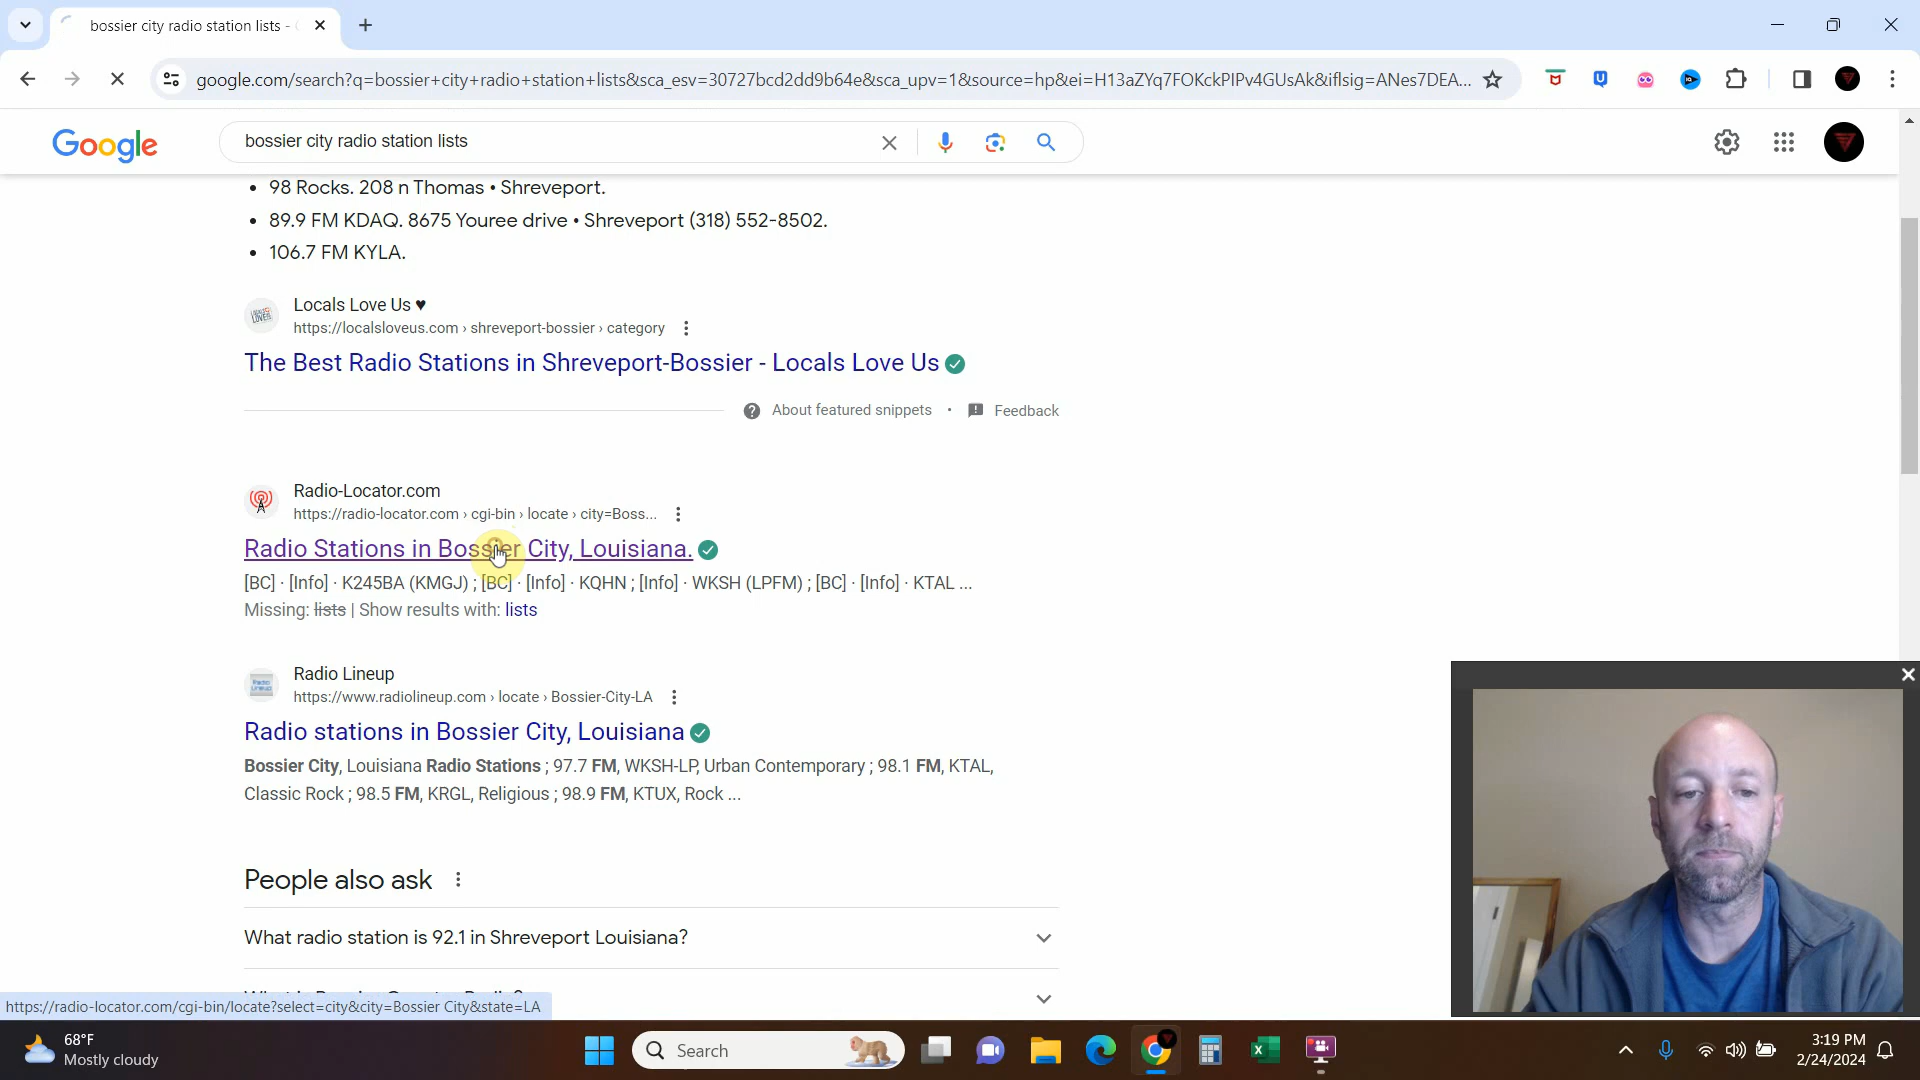 bossier city radio station lists -
google.com/search?q=bossier+city+radio+station+lists&sca_esv=30727bcd2dd9b64e&sca_upv=1&source=hp&ei=H13aZYq7FOKckPIPv4GUsAk&iflsig=ANes7DEA...
Google
bossier city radio station lists
• 98 Rocks. 208 n Thomas • Shreveport.
• 89.9 FM KDAQ. 8675 Youree drive • Shreveport (318) 552-8502.
• 106.7 FM KYLA.
Locals Love Us ♥
https://localsloveus.com › shreveport-bossier › category
The Best Radio Stations in Shreveport-Bossier - Locals Love Us
About featured snippets • Feedback
Radio-Locator.com
https://radio-locator.com › cgi-bin › locate › city=Boss...
Radio Stations in Bossier City, Louisiana.
[BC] · [Info] · K245BA (KMGJ) ; [BC] · [Info] · KQHN ; [Info] · WKSH (LPFM) ; [BC] · [Info] · KTAL ...
Missing: lists | Show results with: lists
Radio Lineup
https://www.radiolineup.com › locate › Bossier-City-LA
Radio stations in Bossier City, Louisiana
Bossier City, Louisiana Radio Stations ; 97.7 FM, WKSH-LP, Urban Contemporary ; 98.1 FM, KTAL,
Classic Rock ; 98.5 FM, KRGL, Religious ; 98.9 FM, KTUX, Rock ...
People also ask
What radio station is 92.1 in Shreveport Louisiana?
https://radio-locator.com/cgi-bin/locate?select=city&city=Bossier City&state=LA
68°F
Mostly cloudy
Search
3:19 PM
2/24/2024